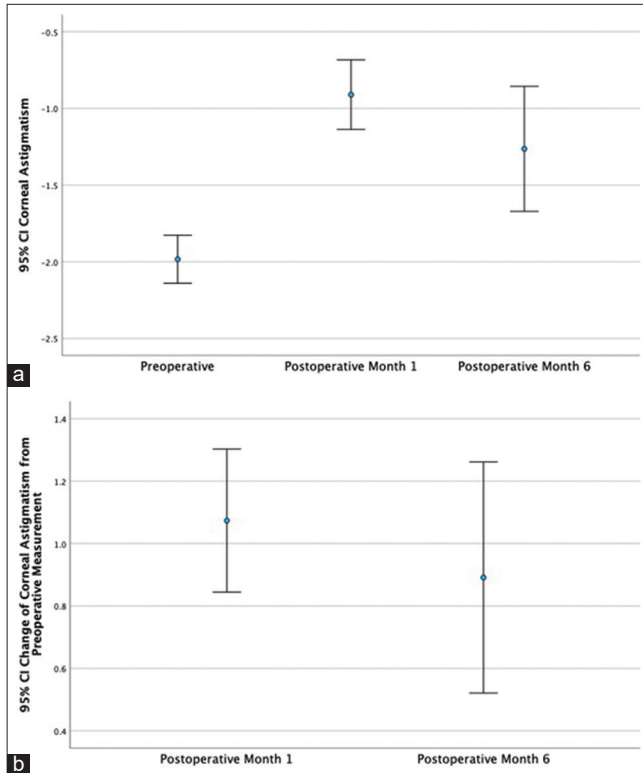 -0.5
-1.0
-1.5
-2.0
-2.5
95% CI Corneal Astigmatism
Preoperative
Postoperative Month 1
Postoperative Month 6
a
1.4
1.2
1.0
0.8
0.6
0.4
95% CI Change of Corneal Astigmatism from
Preoperative Measurement
Postoperative Month 1
Postoperative Month 6
b